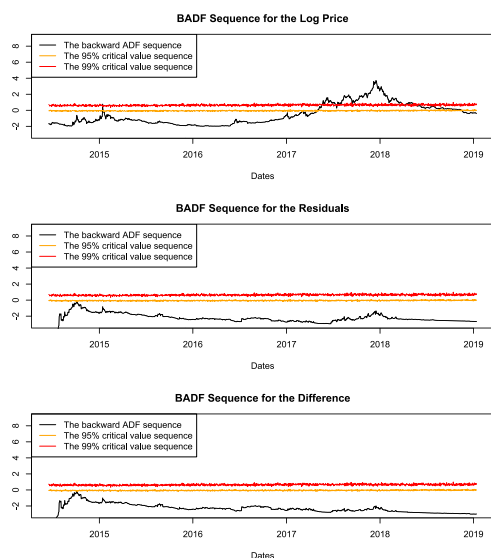 BADF Sequence for the Log Price
The backward ADF sequence
The 95% critical value sequence
The 99% critical value sequence
8
6
4
2
0
-2
2015 2016 2017 2018 2019
Dates
BADF Sequence for the Residuals
The backward ADF sequence
The 95% critical value sequence
The 99% critical value sequence
8
6
4
2
0
-2
2015 2016 2017 2018 2019
Dates
BADF Sequence for the Difference
The backward ADF sequence
The 95% critical value sequence
The 99% critical value sequence
8
6
4
2
0
-2
2015 2016 2017 2018 2019
Dates